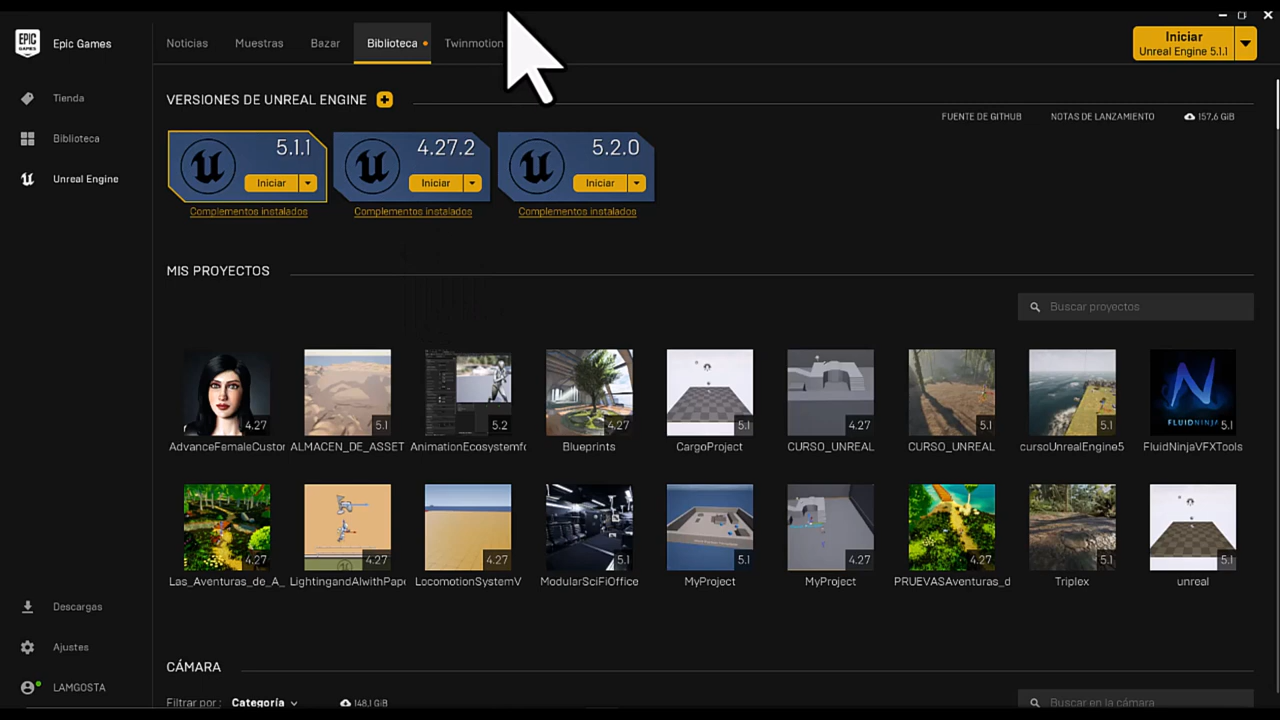 EPIC GAMES
Epic Games
Noticias
Muestras
Bazar
Biblioteca
Twinmotion
Iniciar
Unreal Engine 5.1.1
Tienda
Biblioteca
Unreal Engine
VERSIONES DE UNREAL ENGINE
FUENTE DE GITHUB
NOTAS DE LANZAMIENTO
157,6 GiB
5.1.1
Iniciar
Complementos instalados
4.27.2
Iniciar
Complementos instalados
5.2.0
Iniciar
Complementos instalados
MIS PROYECTOS
Buscar proyectos
4.27
5.1
5.2
4.27
5.1
4.27
5.1
5.1
FLUIDNINJA
5.1
AdvanceFemaleCustor
ALMACEN_DE_ASSET
AnimationEcosystemfo
Blueprints
CargoProject
CURSO_UNREAL
CURSO_UNREAL
cursoUnrealEngine5
FluidNinjaVFXTools
4.27
4.27
4.27
5.1
5.1
4.27
4.27
5.1
5.1
Las_Aventuras_de_A_
LightingandAIwithPape
LocomotionSystemV
ModularSciFiOffice
MyProject
MyProject
PRUEVASAventuras_d
Triplex
unreal
Descargas
Ajustes
LAMGOSTA
CÁMARA
Filtrar por :
Categoría
148,1 GiB
Buscar en la cámara